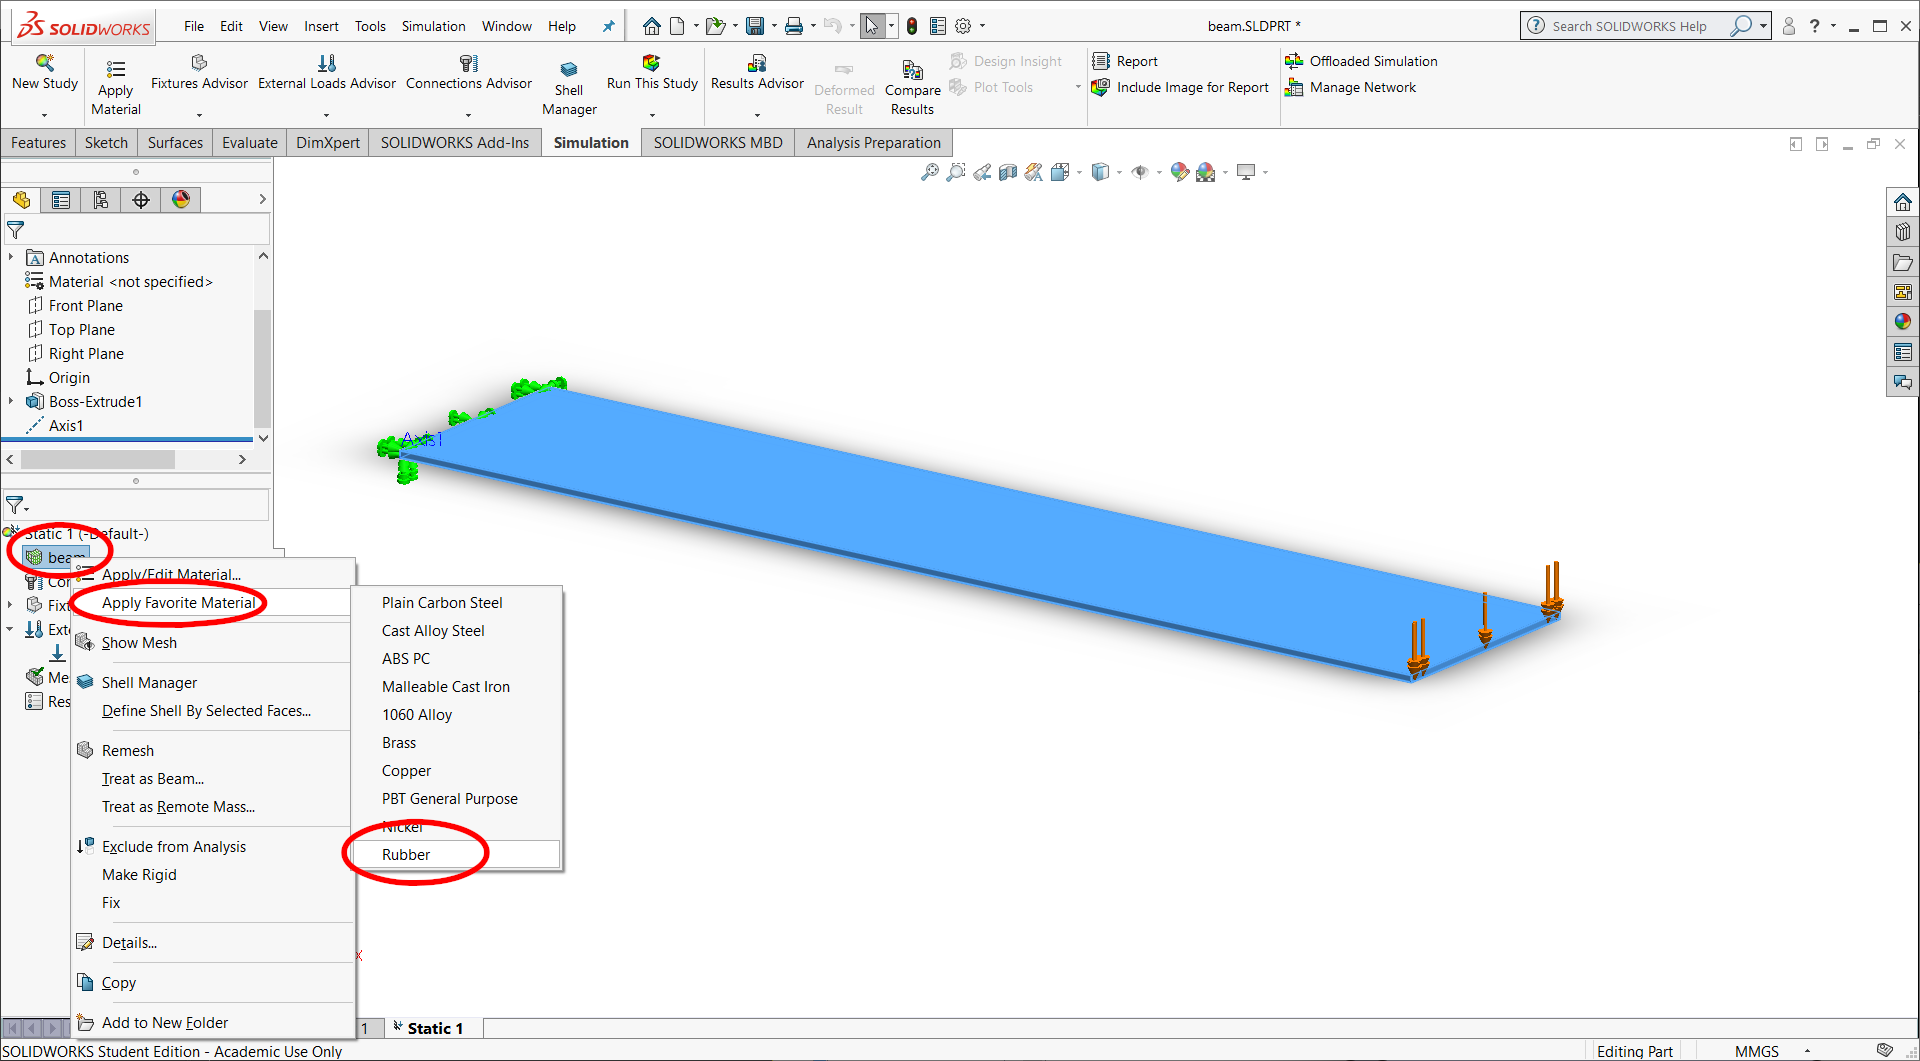 SOLIDWORKS
File Edit View Insert Tools Simulation Window Help
beam.SLDPRT *
Search SOLIDWORKS Help
New Study
Apply Material
Fixtures Advisor
External Loads Advisor
Connections Advisor
Shell Manager
Run This Study
Results Advisor
Deformed Result
Compare Results
Design Insight
Plot Tools
Report
Include Image for Report
Offloaded Simulation
Manage Network
Features Sketch Surfaces Evaluate DimXpert SOLIDWORKS Add-Ins Simulation SOLIDWORKS MBD Analysis Preparation
Annotations
Material <not specified>
Front Plane
Top Plane
Right Plane
Origin
Boss-Extrude1
Axis1
Axis1
Static 1 (-Default-)
beam
Apply/Edit Material...
Apply Favorite Material
Show Mesh
Shell Manager
Define Shell By Selected Faces...
Remesh
Treat as Beam...
Treat as Remote Mass...
Exclude from Analysis
Make Rigid
Fix
Details...
Copy
Add to New Folder
Plain Carbon Steel
Cast Alloy Steel
ABS PC
Malleable Cast Iron
1060 Alloy
Brass
Copper
PBT General Purpose
Nickel
Rubber
x
1 Static 1
SOLIDWORKS Student Edition - Academic Use Only
Editing Part MMGS